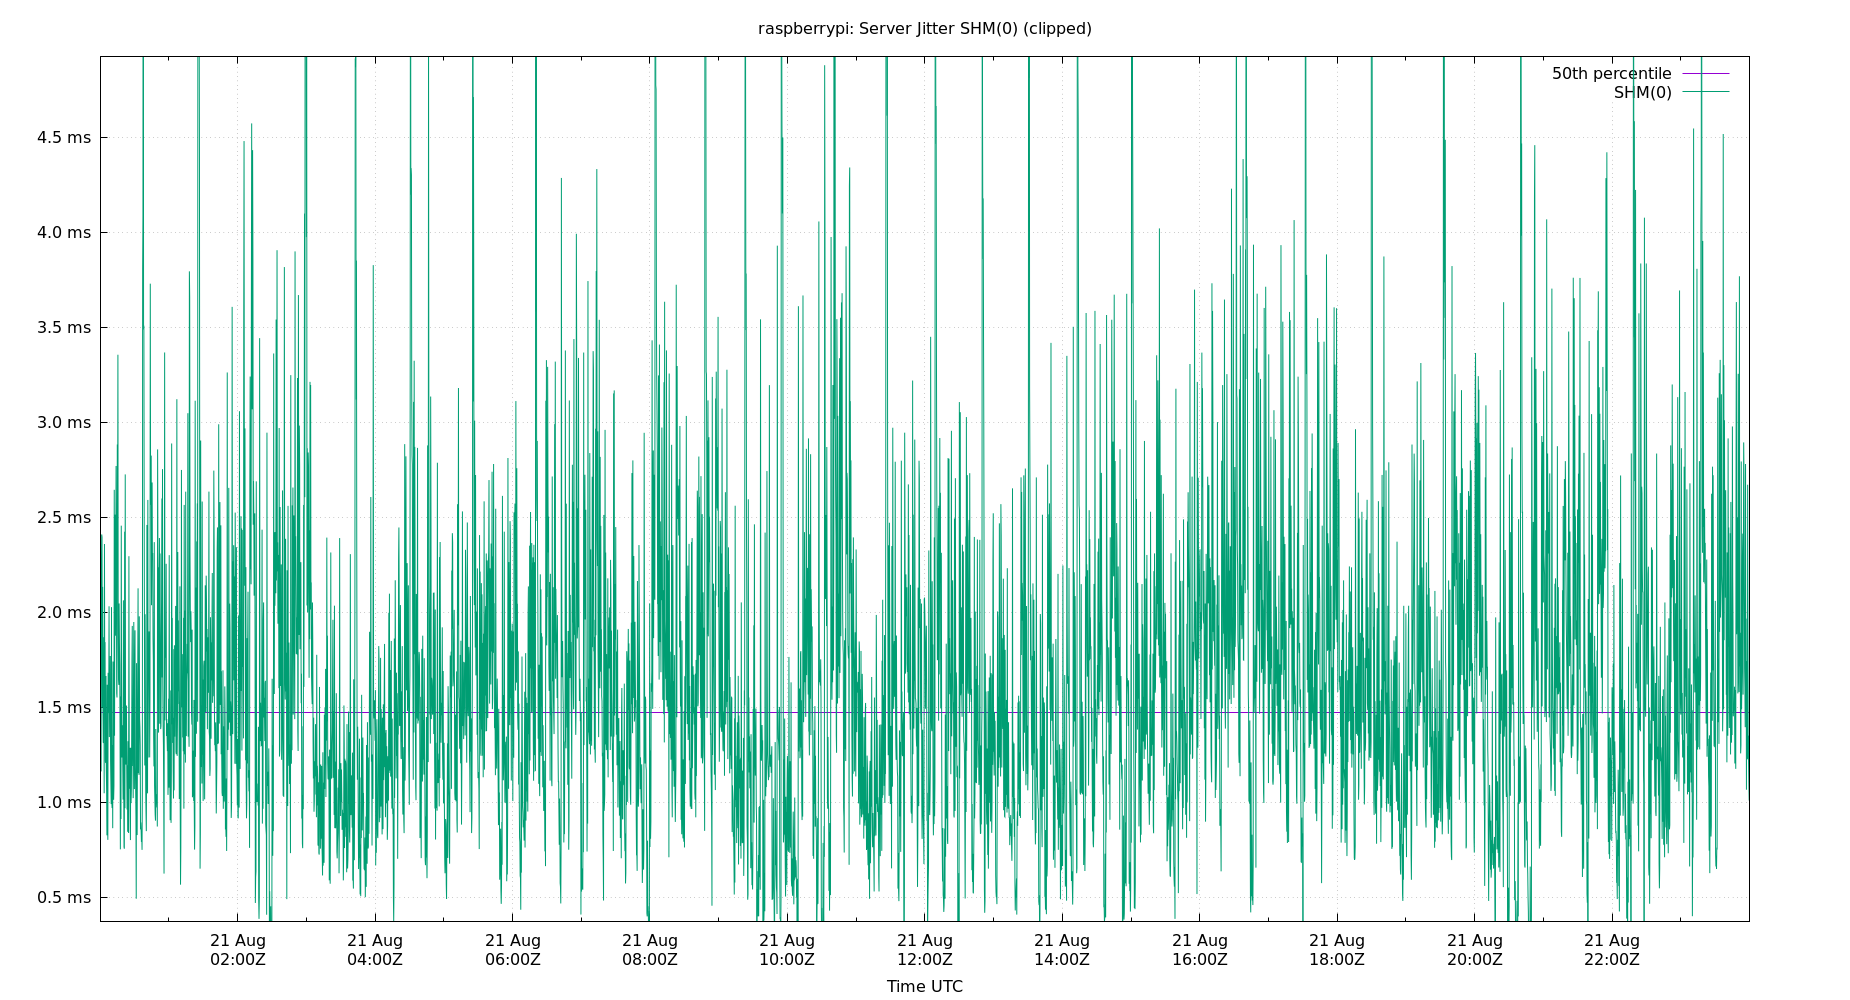 raspberrypi: Server Jitter SHM(0) (clipped)
50th percentile
SHM(0)
4.5 ms
4.0 ms
3.5 ms
3.0 ms
2.5 ms
2.0 ms
1.5 ms
1.0 ms
0.5 ms
21 Aug 21 Aug 21 Aug 21 Aug 21 Aug 21 Aug 21 Aug 21 Aug 21 Aug 21 Aug 21 Aug
02:00Z 04:00Z 06:00Z 08:00Z 10:00Z 12:00Z 14:00Z 16:00Z 18:00Z 20:00Z 22:00Z
Time UTC